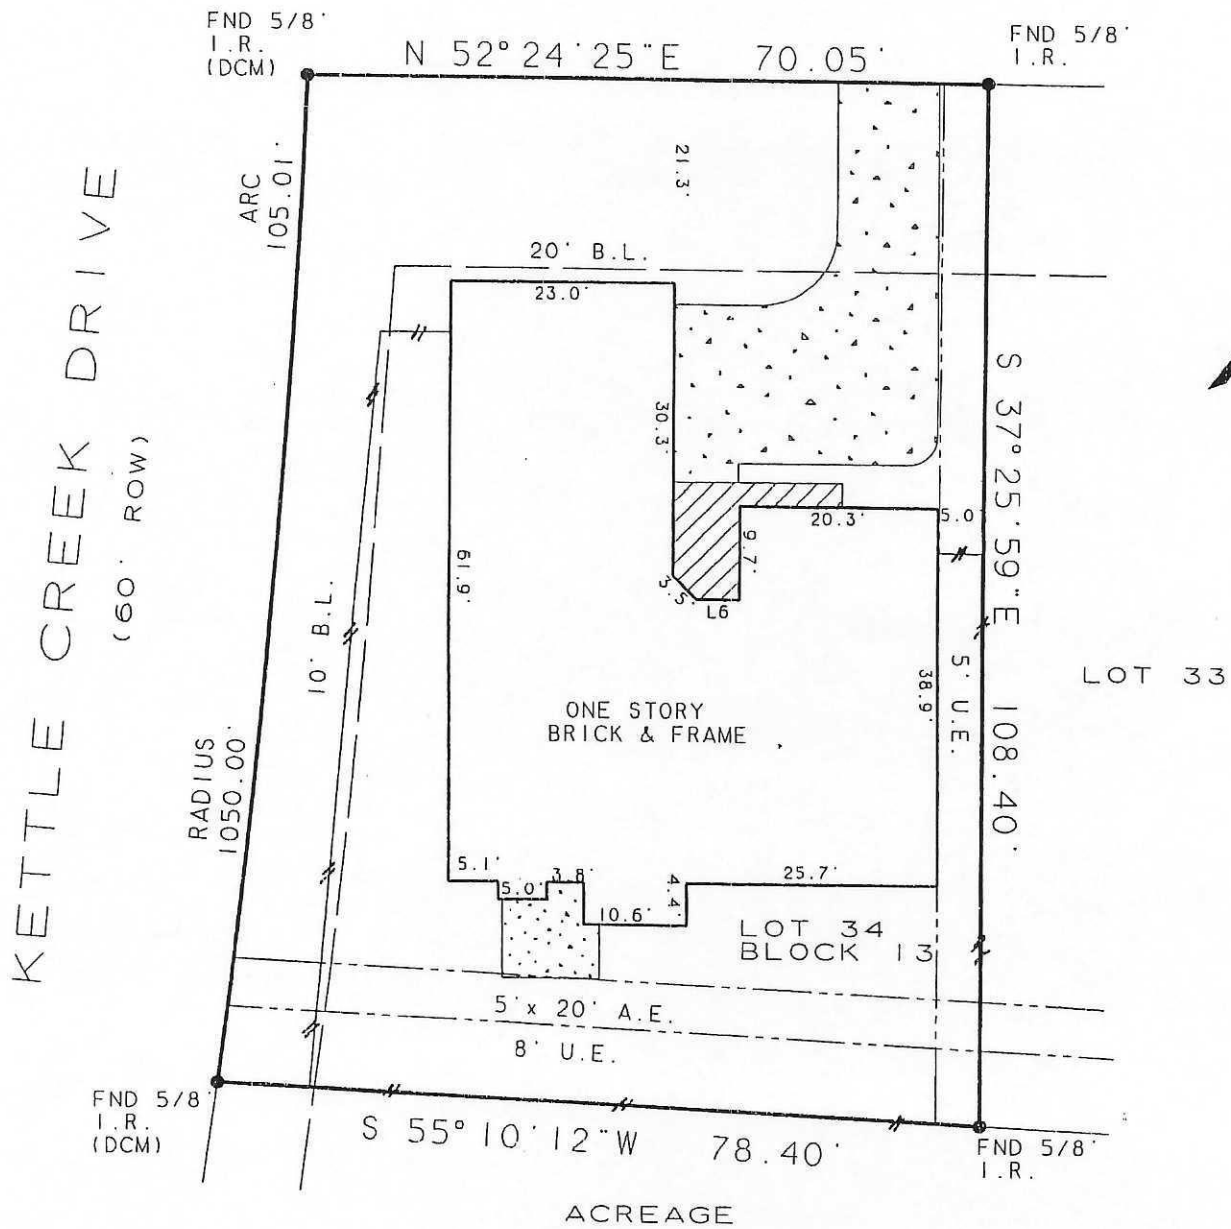 FND 5/8'
I.R.
(DCM)
N 52° 24 '25"E 70.05'
FND 5/8'
I.R.
ARC
105.01'
21.3'
20' B.L.
23.0'
KETTLE CREEK DRIVE
(60' ROW)
30.3'
S 37° 25'59"E 108.40'
20.3'
5.0'
9.7'
61.9'
3.5'
L6
10' B.L.
5' U.E.
38.9'
LOT 33
ONE STORY
BRICK & FRAME
RADIUS
1050.00'
5.1'
5.0'
3.8'
4.4'
25.7'
10.6'
LOT 34
BLOCK 13
5' x 20' A.E.
8' U.E.
FND 5/8'
I.R.
(DCM)
S 55° 10'12"W 78.40'
FND 5/8'
I.R.
ACREAGE